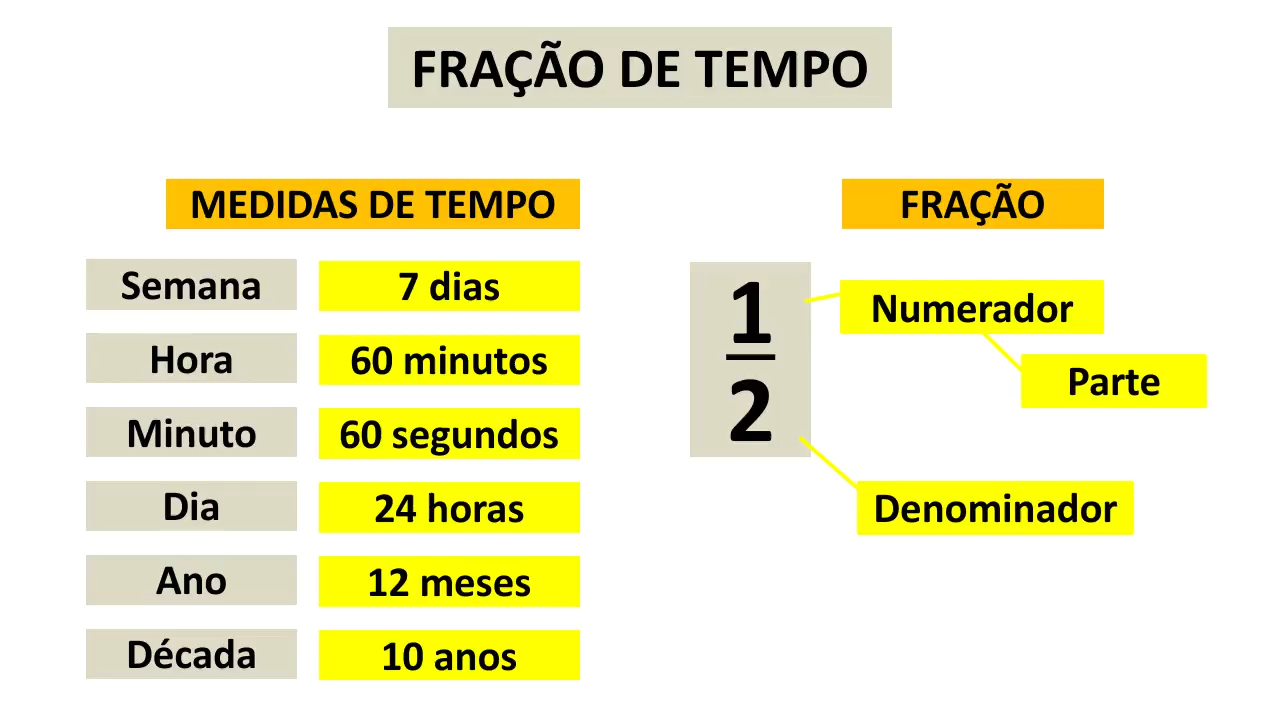 FRAÇÃO DE TEMPO
MEDIDAS DE TEMPO
Semana 7 dias
Hora 60 minutos
Minuto 60 segundos
Dia 24 horas
Ano 12 meses
Década 10 anos
FRAÇÃO
1
2
Numerador
Parte
Denominador